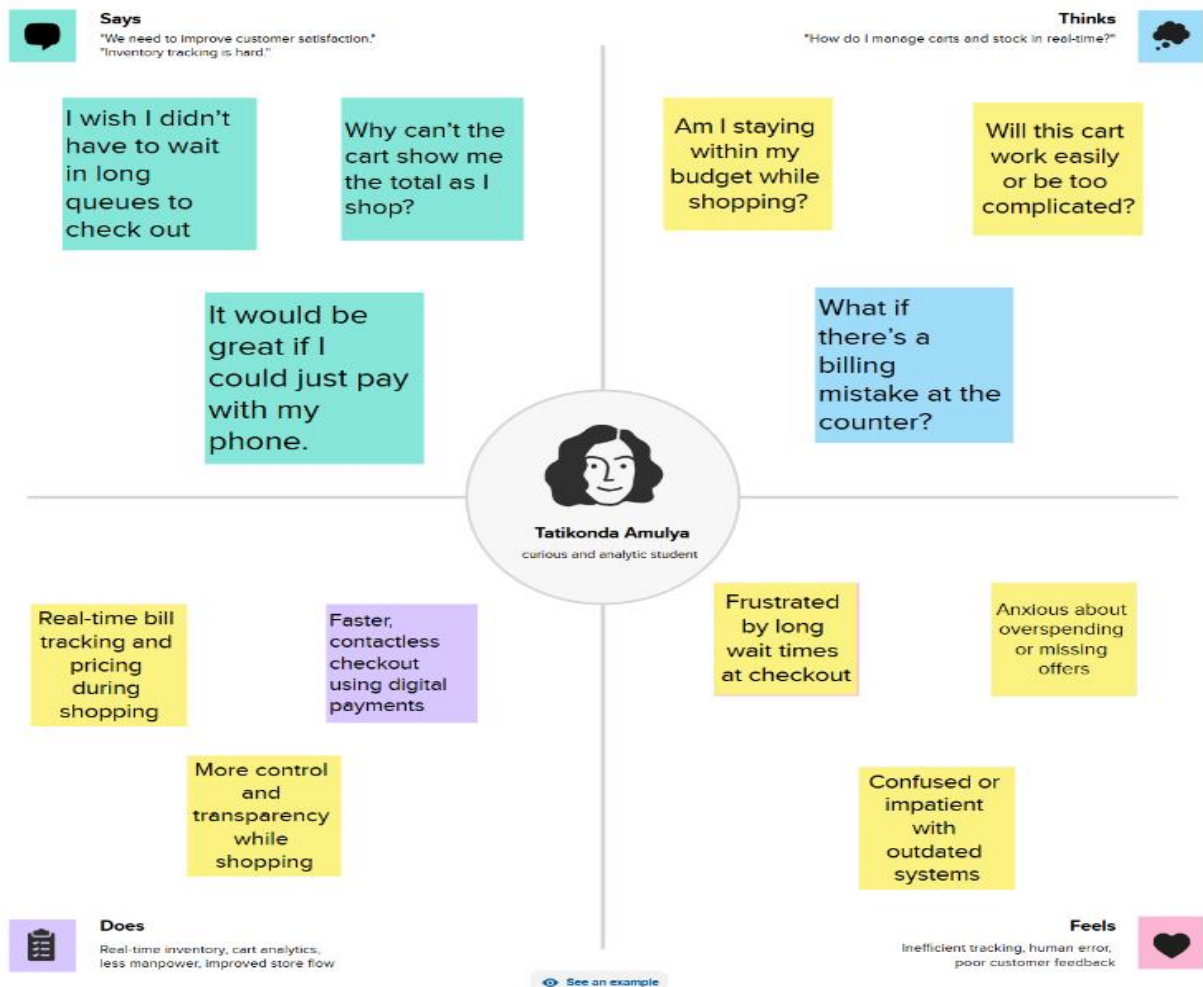 Says
"We need to improve customer satisfaction."
"Inventory tracking is hard."
Thinks
"How do I manage carts and stock in real-time?"
I wish I didn't
have to wait
in long
queues to
check out
Why can't the
cart show me
the total as I
shop?
Am I staying
within my
budget while
shopping?
Will this cart
work easily
or be too
complicated?
It would be
great if I
could just pay
with my
phone.
What if
there's a
billing
mistake at the
counter?
Tatikonda Amulya
curious and analytic student
Real-time bill
tracking and
pricing
during
shopping
Faster,
contactless
checkout
using digital
payments
Frustrated
by long
wait times
at checkout
Anxious about
overspending
or missing
offers
More control
and
transparency
while
shopping
Confused or
impatient
with
outdated
systems
Does
Real-time inventory, cart analytics,
less manpower, improved store flow
Feels
Inefficient tracking, human error,
poor customer feedback
See an example